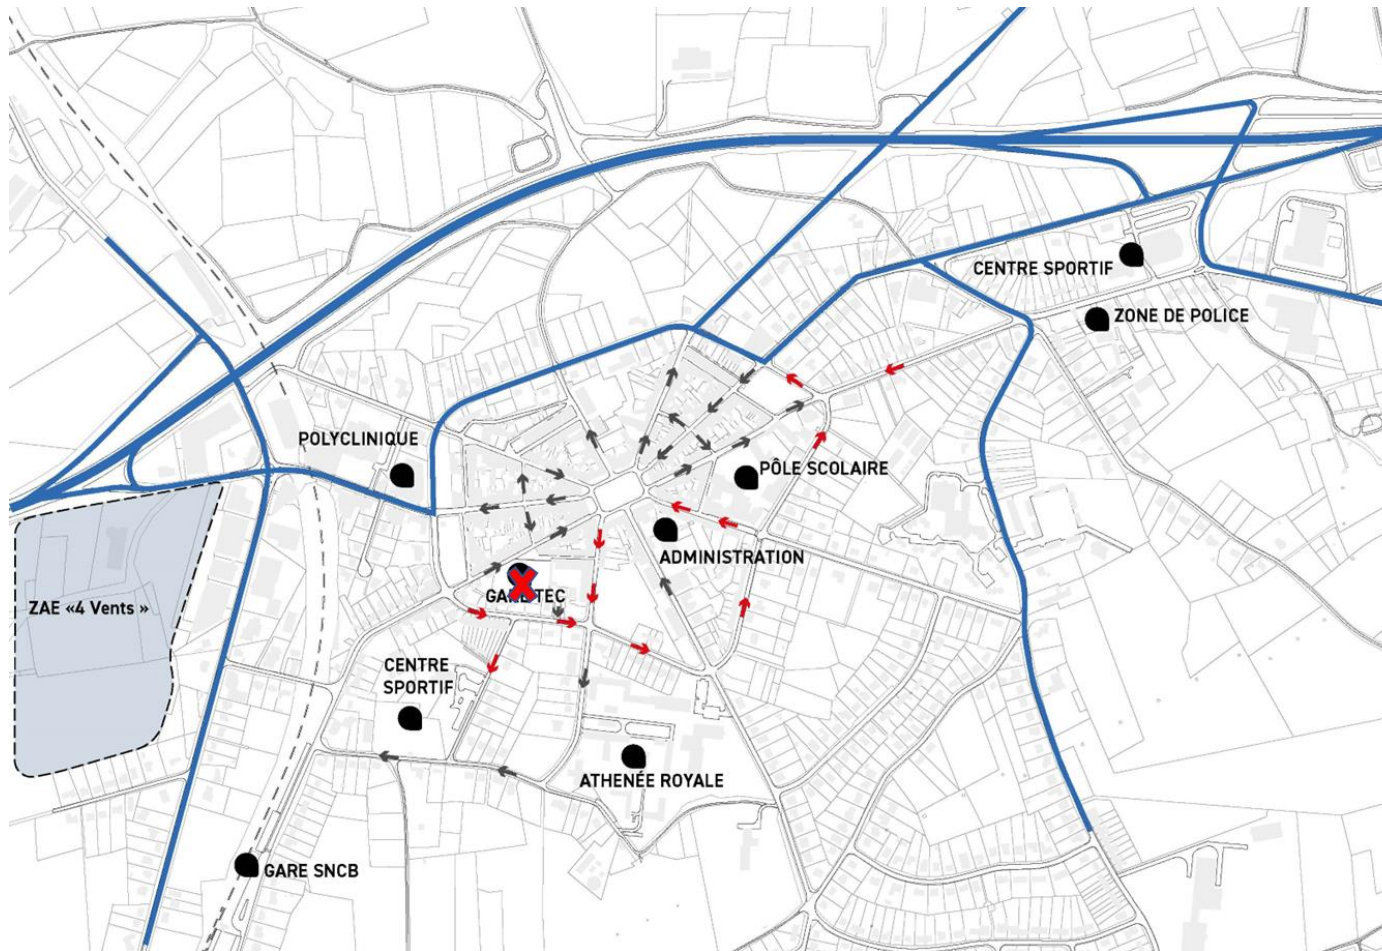 CENTRE SPORTIF
ZONE DE POLICE
POLYCLINIQUE
PÔLE SCOLAIRE
ADMINISTRATION
GARE TEC
ZAE «4 Vents »
CENTRE
SPORTIF
ATHENÉE ROYALE
GARE SNCB